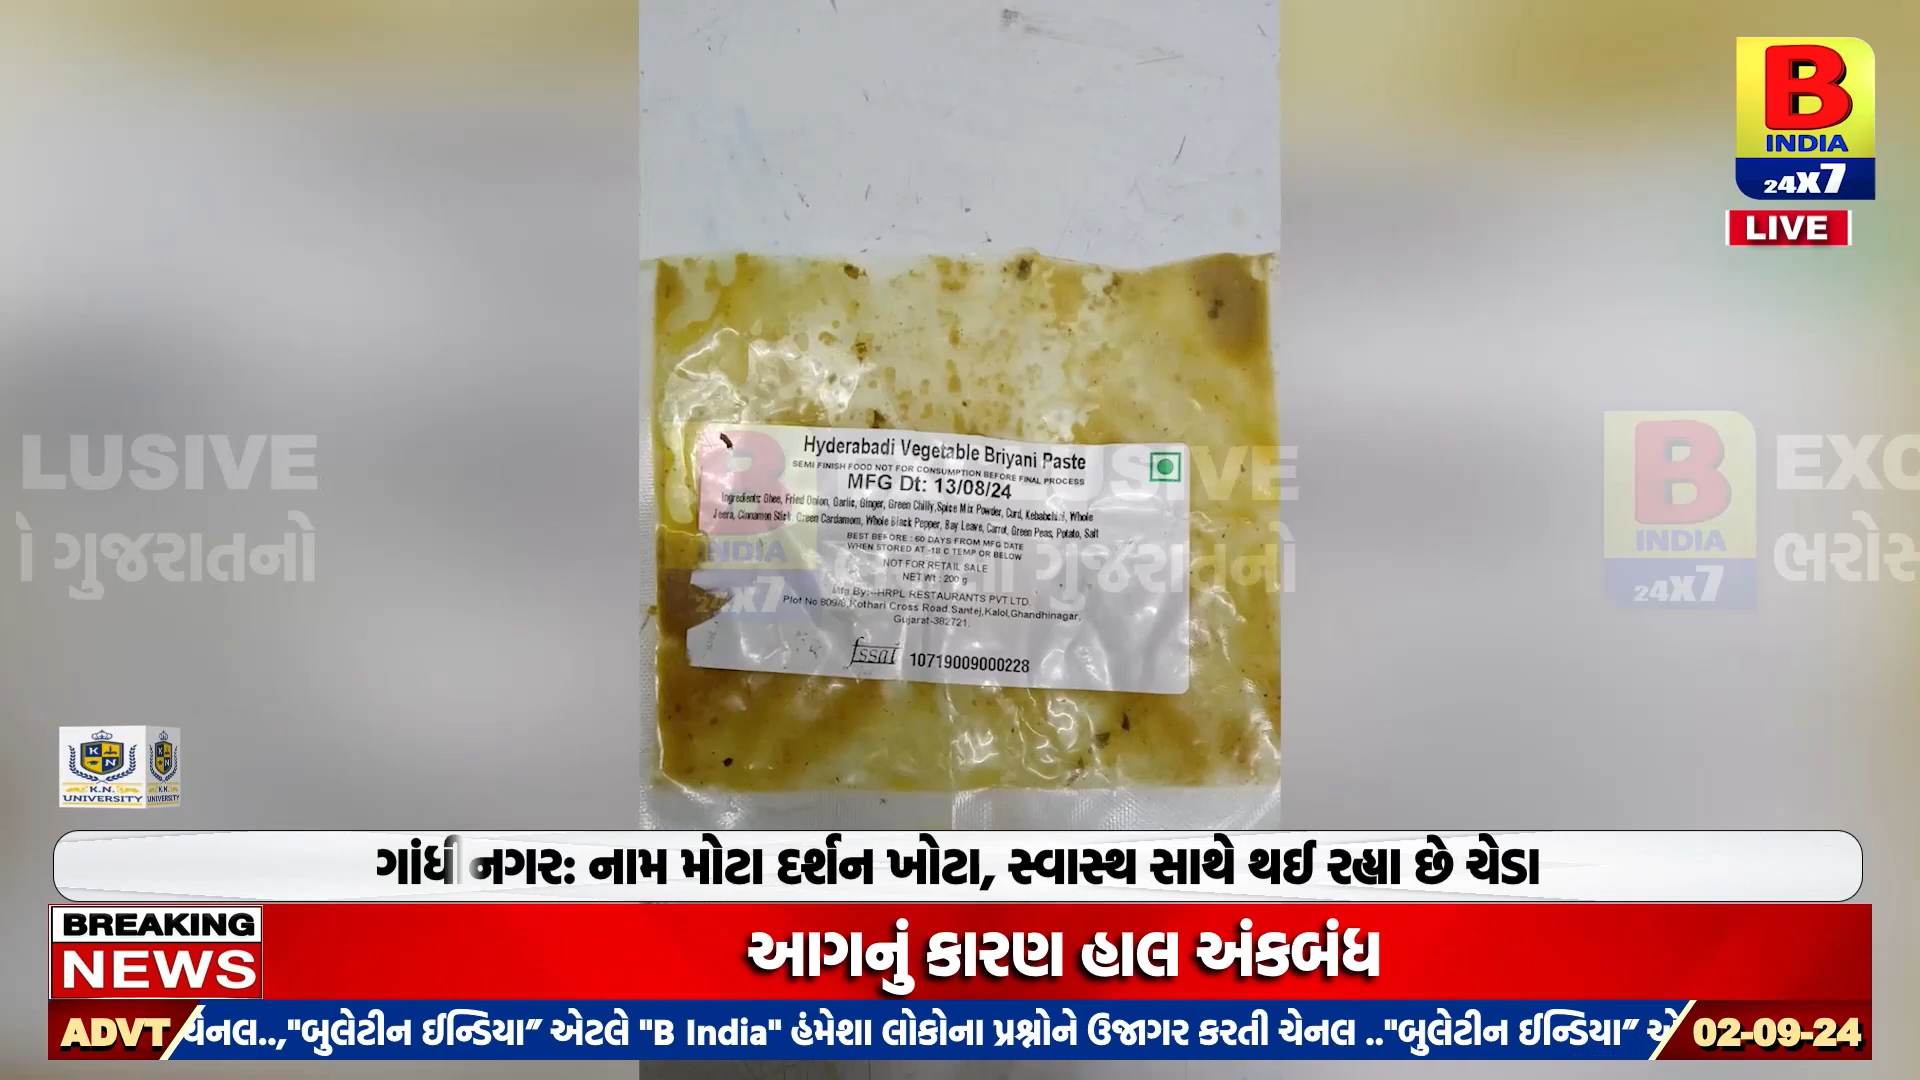 B
INDIA
24x7
LIVE
Hyderabadi Vegetable Briyani Paste
SEMI FINISH FOOD NOT FOR CONSUMPTION BEFORE FINAL PROCESS
MFG Dt: 13/08/24
Ingredients: Ghee, Fried Onion, Garlic, Ginger, Green Chilly, Spice Mix Powder, Curd, Kebabchini, Whole
Jeera, Cinnamon Stick, Green Cardamom, Whole Black Pepper, Bay Leave, Carrot, Green Peas, Potato, Salt
BEST BEFORE : 60 DAYS FROM MFG DATE
WHEN STORED AT -18 C TEMP OR BELOW
NOT FOR RETAIL SALE
NET Wt : 200 g
Mfg By:-HRPL RESTAURANTS PVT LTD.
Plot No 809/8,Kothari Cross Road.Santej,Kalol,Ghandhinagar,
Gujarat-382721.
fssai 10719009000228
LUSIVE
ગુજરાતનો
B
INDIA
24x7
LUSIVE
ગુજરાતનો
B
INDIA
24x7
EXC
ભરોસ
K N
K.N.
UNIVERSITY
K N
K.N.
UNIVERSITY
ગાંધીનગર: નામ મોટા દર્શન ખોટા, સ્વાસ્થ સાથે થઈ રહ્યા છે ચેડા
BREAKING
NEWS
આગનું કારણ હાલ અંકબંધ
ADVT ચેનલ..,"બુલેટીન ઈન્ડિયા” એટલે "B India" હંમેશા લોકોના પ્રશ્નોને ઉજાગર કરતી ચેનલ .."બુલેટીન ઈન્ડિયા” એ 02-09-24